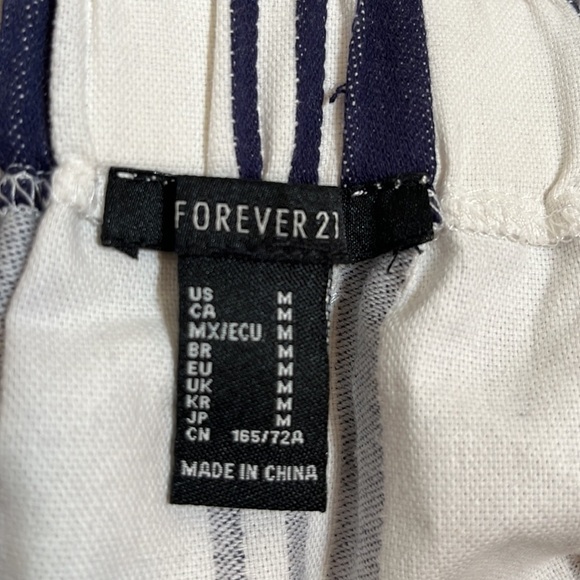 FOREVER 21
US M
CA M
MX/ECU M
BR M
EU M
UK M
KR M
JP M
CN 165/72A
MADE IN CHINA